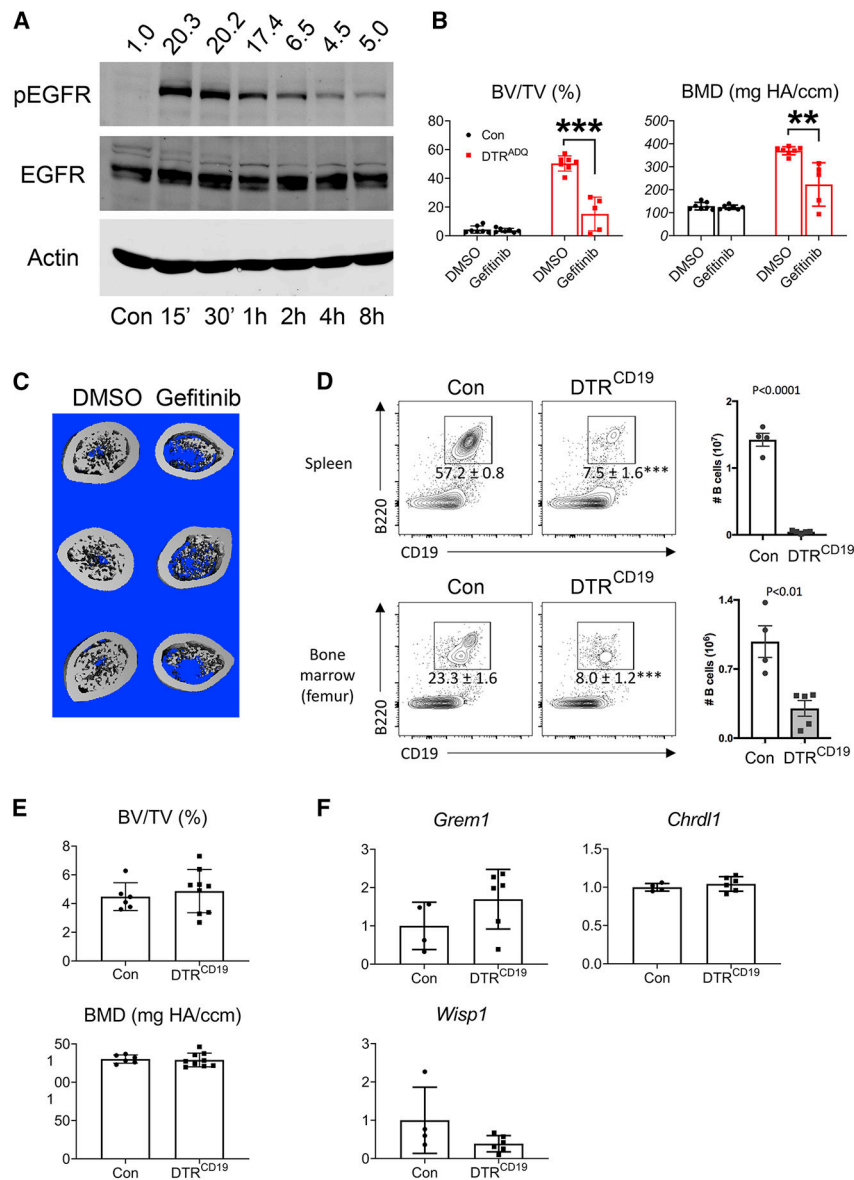 A
1.0 20.3 20.2 17.4 6.5 4.5 5.0
pEGFR
EGFR
Actin
Con 15’ 30’ 1h 2h 4h 8h
B
BV/TV (%)
80
60
40
20
0
Con
DTR^ADQ
***
DMSO
Gefitinib
DMSO
Gefitinib
BMD (mg HA/ccm)
500
400
300
200
100
0
**
DMSO
Gefitinib
DMSO
Gefitinib
C
DMSO Gefitinib
D
Con DTR^CD19
Spleen
B220
57.2 ± 0.8
7.5 ± 1.6***
CD19
P<0.0001
# B cells (10^7)
2
1
0
Con DTR^CD19
Con DTR^CD19
Bone
marrow
(femur)
B220
23.3 ± 1.6
8.0 ± 1.2***
CD19
P<0.01
# B cells (10^6)
1.4
0.7
0.0
Con DTR^CD19
E
BV/TV (%)
8
6
4
2
0
Con DTR^CD19
BMD (mg HA/ccm)
50
1
00
1
50
0
Con DTR^CD19
F
Grem1
3
2
1
0
Con DTR^CD19
Chrdl1
1.5
1.0
0.5
0.0
Con DTR^CD19
Wisp1
3
2
1
0
Con DTR^CD19